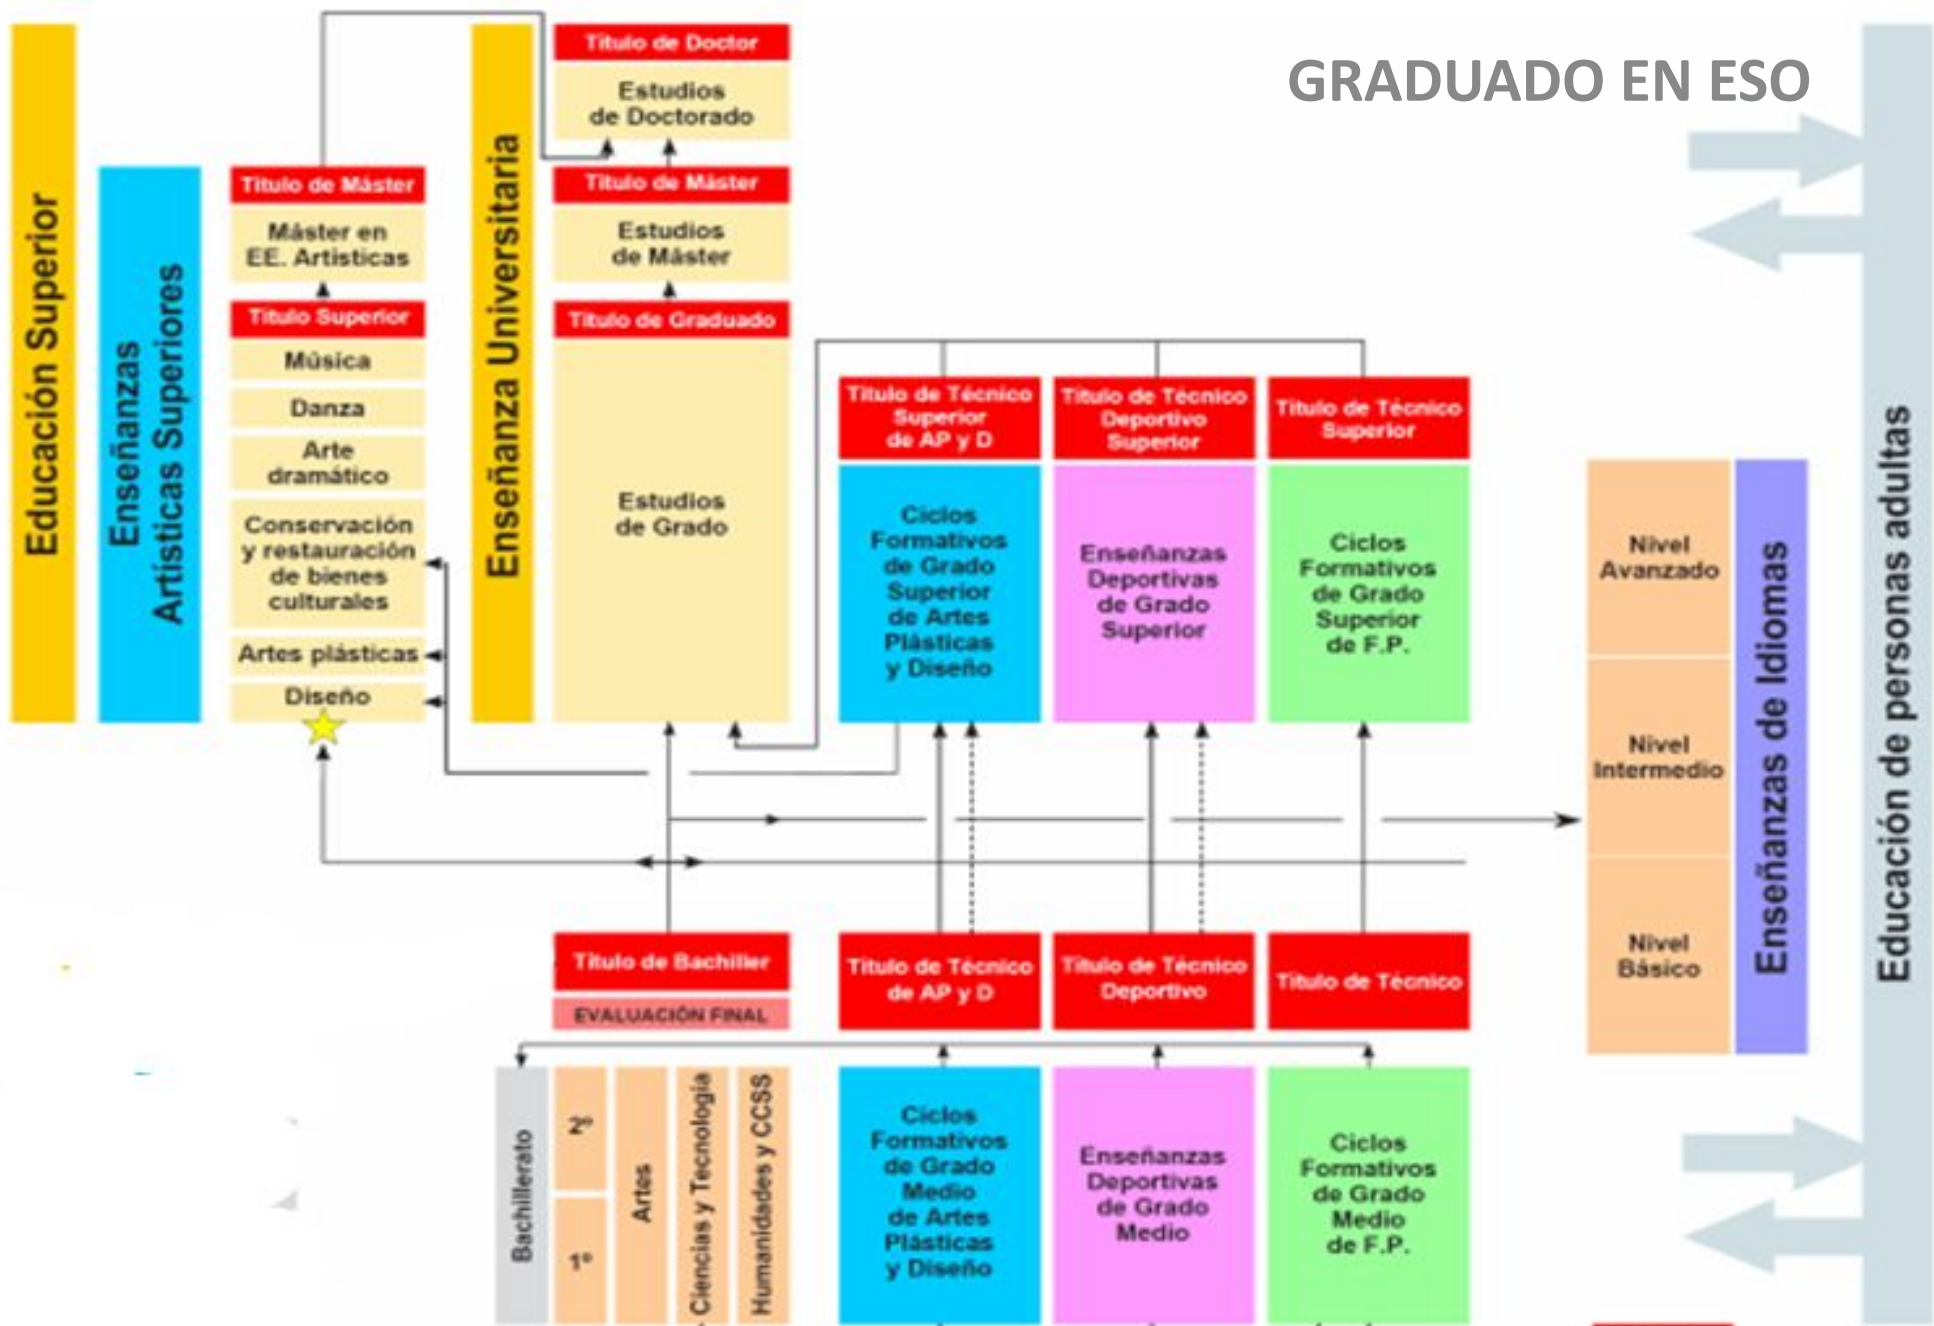 GRADUADO EN ESO
Educación Superior
Enseñanzas
Artísticas Superiores
Título de Máster
Máster en
EE. Artísticas
Título Superior
Música
Danza
Arte
dramático
Conservación
y restauración
de bienes
culturales
Artes plásticas
Diseño
Enseñanza Universitaria
Título de Doctor
Estudios
de Doctorado
Título de Máster
Estudios
de Máster
Título de Graduado
Estudios
de Grado
Título de Técnico
Superior
de AP y D
Ciclos
Formativos
de Grado
Superior
de Artes
Plásticas
y Diseño
Título de Técnico
Deportivo
Superior
Enseñanzas
Deportivas
de Grado
Superior
Título de Técnico
Superior
Ciclos
Formativos
de Grado
Superior
de F.P.
Nivel
Avanzado
Nivel
Intermedio
Nivel
Básico
Enseñanzas de Idiomas
Educación de personas adultas
Título de Bachiller
EVALUACIÓN FINAL
Título de Técnico
de AP y D
Título de Técnico
Deportivo
Título de Técnico
Bachillerato
2º
1º
Artes
Ciencias y Tecnología
Humanidades y CCSS
Ciclos
Formativos
de Grado
Medio
de Artes
Plásticas
y Diseño
Enseñanzas
Deportivas
de Grado
Medio
Ciclos
Formativos
de Grado
Medio
de F.P.